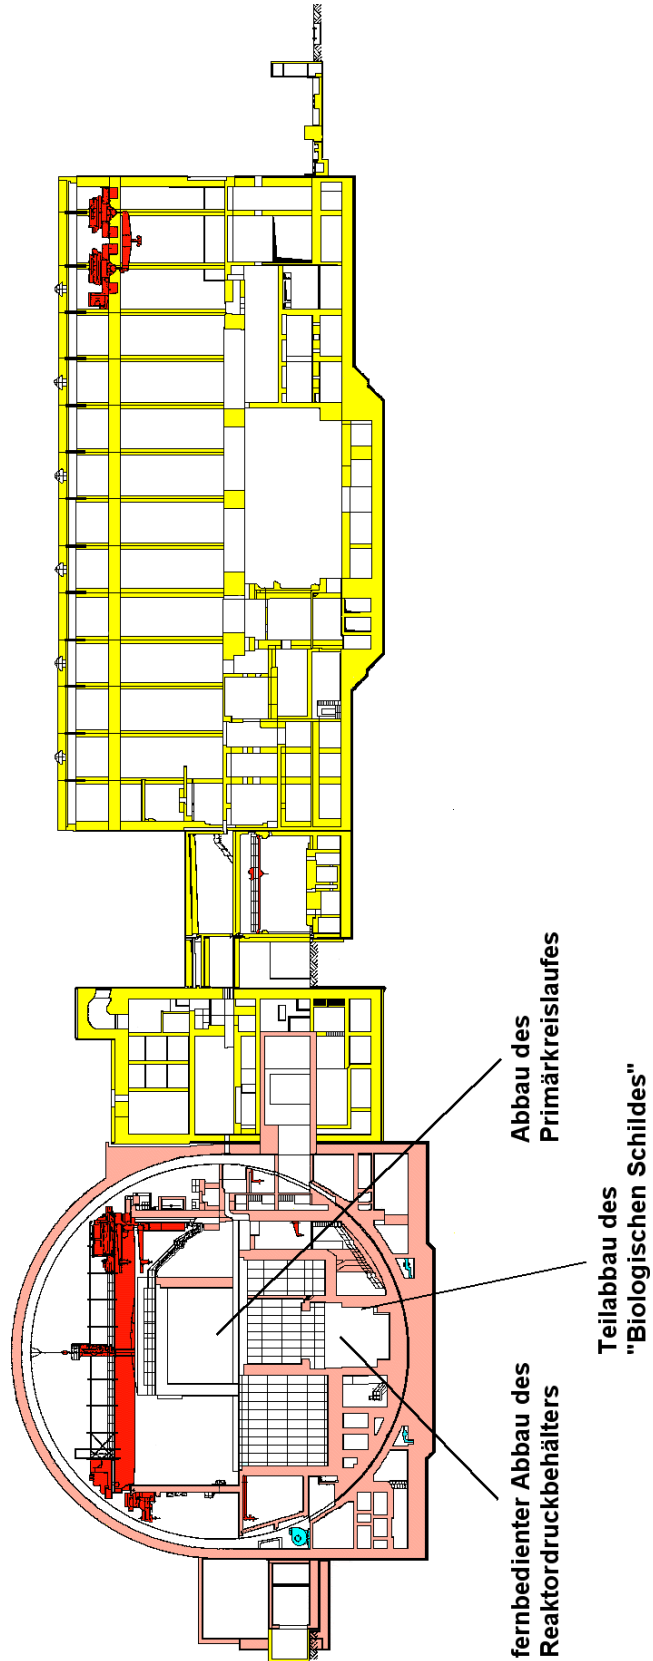 fernbedienter Abbau des
Reaktordruckbehälters
Teilabbau des
"Biologischen Schildes"
Abbau des
Primärkreislaufes